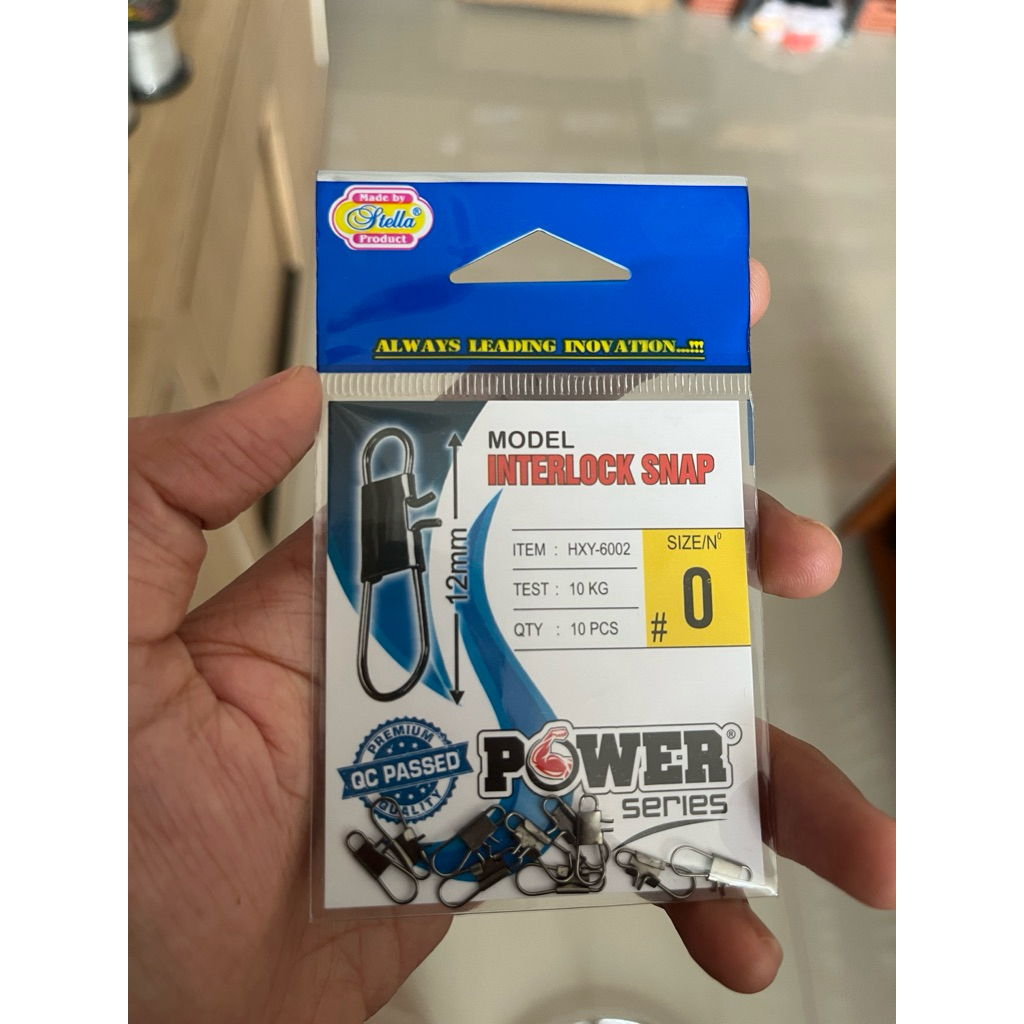 Made by
Stella®
Product
ALWAYS LEADING INOVATION...!!!
MODEL
INTERLOCK SNAP
12mm
ITEM : HXY-6002
TEST : 10 KG
QTY : 10 PCS
SIZE/N⁰
# 0
PREMIUM
QC PASSED
QUALITY
POWER®
series